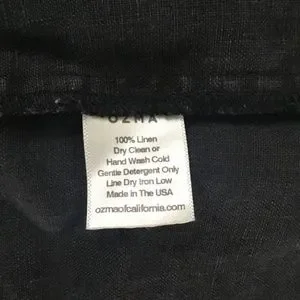 OZMA
100% Linen
Dry Clean or
Hand Wash Cold
Gentle Detergent Only
Line Dry Iron Low
Made in The USA
ozmaofcalifornia.com